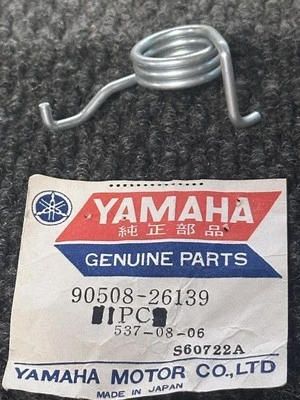 YAMAHA
純正部品
GENUINE PARTS
90508-26139
1PC
537-08-06
S60722A
YAMAHA MOTOR CO.,LTD
MADE IN JAPAN